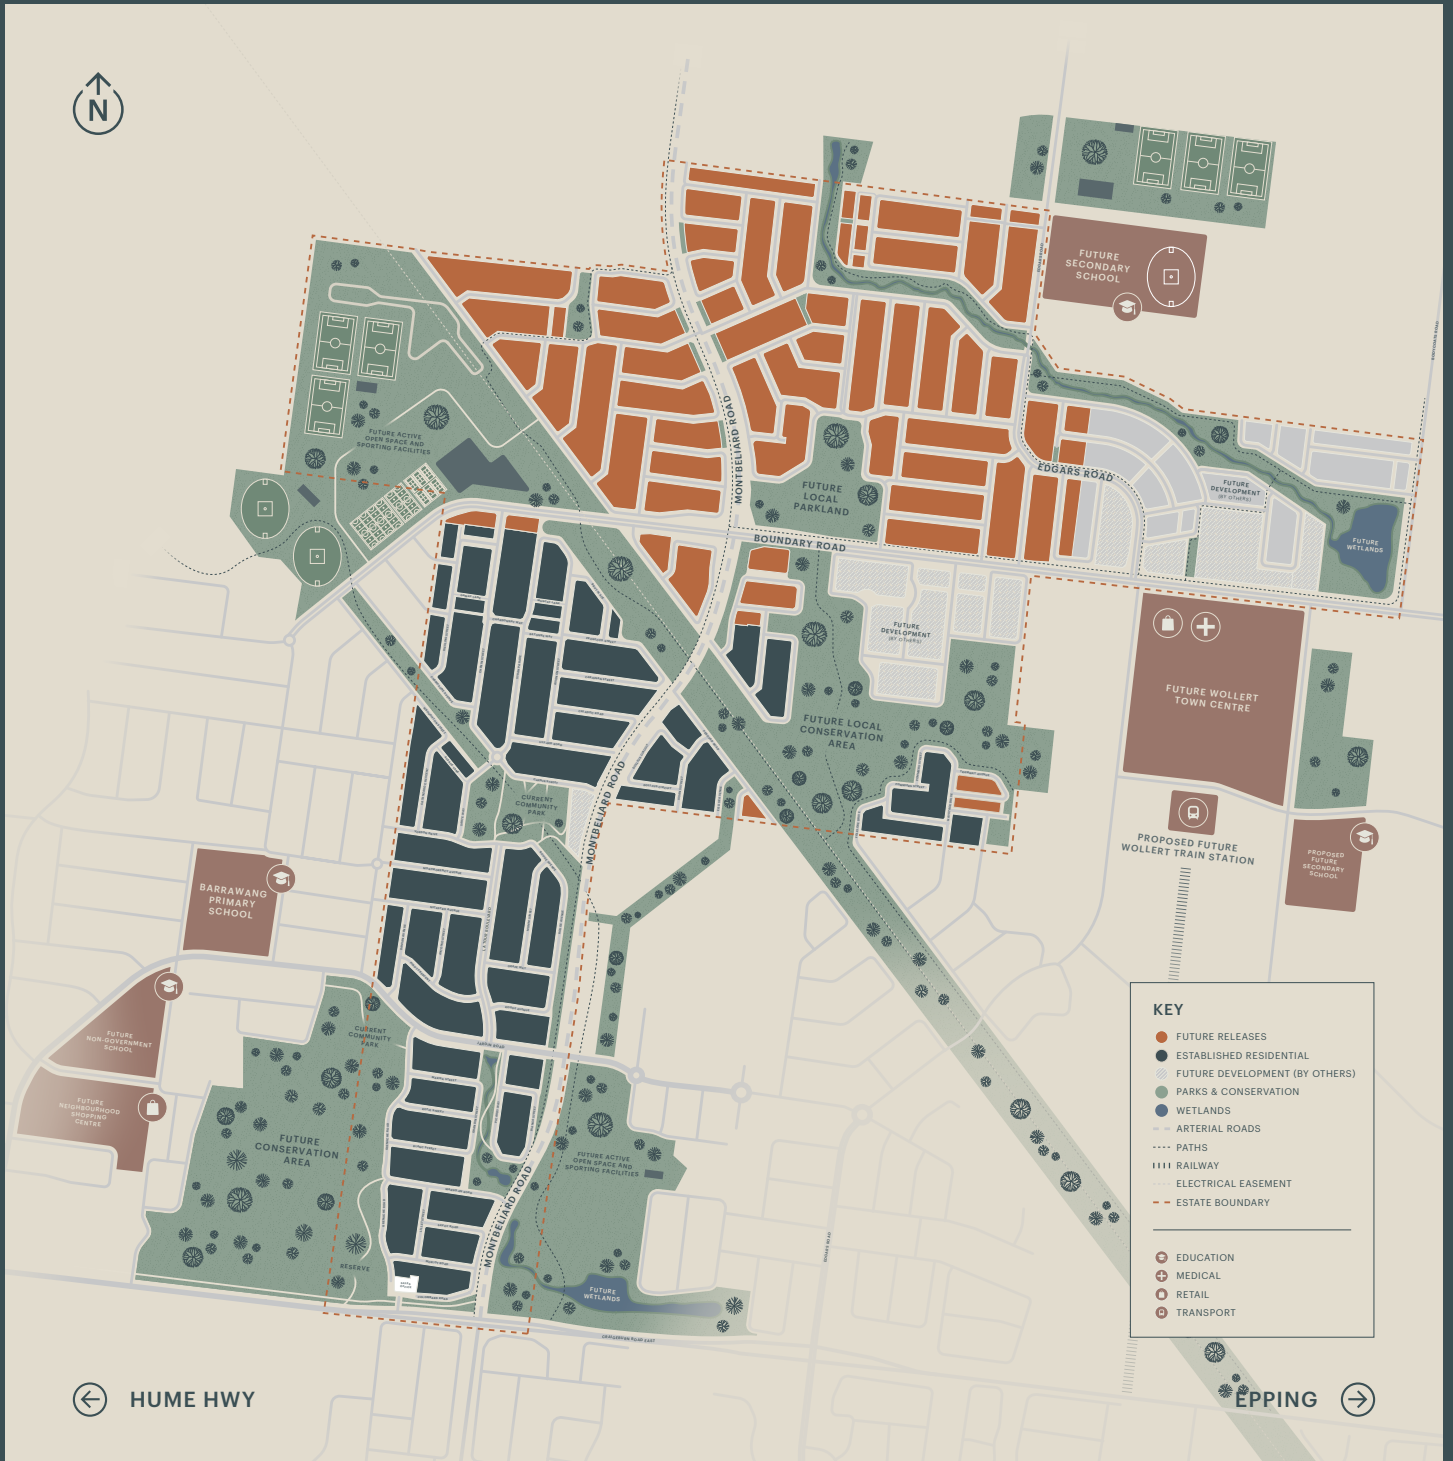 N
FUTURE
SECONDARY
SCHOOL
FUTURE ACTIVE
OPEN SPACE AND
SPORTING FACILITIES
MONTBELIARD ROAD
FUTURE
LOCAL
PARKLAND
EDGARS ROAD
FUTURE
DEVELOPMENT
(BY OTHERS)
FUTURE
WETLANDS
BOUNDARY ROAD
FUTURE
DEVELOPMENT
(BY OTHERS)
FUTURE WOLLERT
TOWN CENTRE
FUTURE LOCAL
CONSERVATION
AREA
CURRENT
COMMUNITY
PARK
MONTBELIARD ROAD
PROPOSED FUTURE
WOLLERT TRAIN STATION
PROPOSED
FUTURE
SECONDARY
SCHOOL
BARRAWANG
PRIMARY
SCHOOL
FUTURE
NON-GOVERNMENT
SCHOOL
CURRENT
COMMUNITY
PARK
FUTURE
NEIGHBOURHOOD
SHOPPING
CENTRE
FUTURE
CONSERVATION
AREA
FUTURE ACTIVE
OPEN SPACE AND
SPORTING FACILITIES
MONTBELIARD ROAD
RESERVE
FUTURE
WETLANDS
CRAIGIEBURN ROAD EAST
EDGARS ROAD
KEY
FUTURE RELEASES
ESTABLISHED RESIDENTIAL
FUTURE DEVELOPMENT (BY OTHERS)
PARKS & CONSERVATION
WETLANDS
ARTERIAL ROADS
PATHS
RAILWAY
ELECTRICAL EASEMENT
ESTATE BOUNDARY
EDUCATION
MEDICAL
RETAIL
TRANSPORT
HUME HWY
EPPING